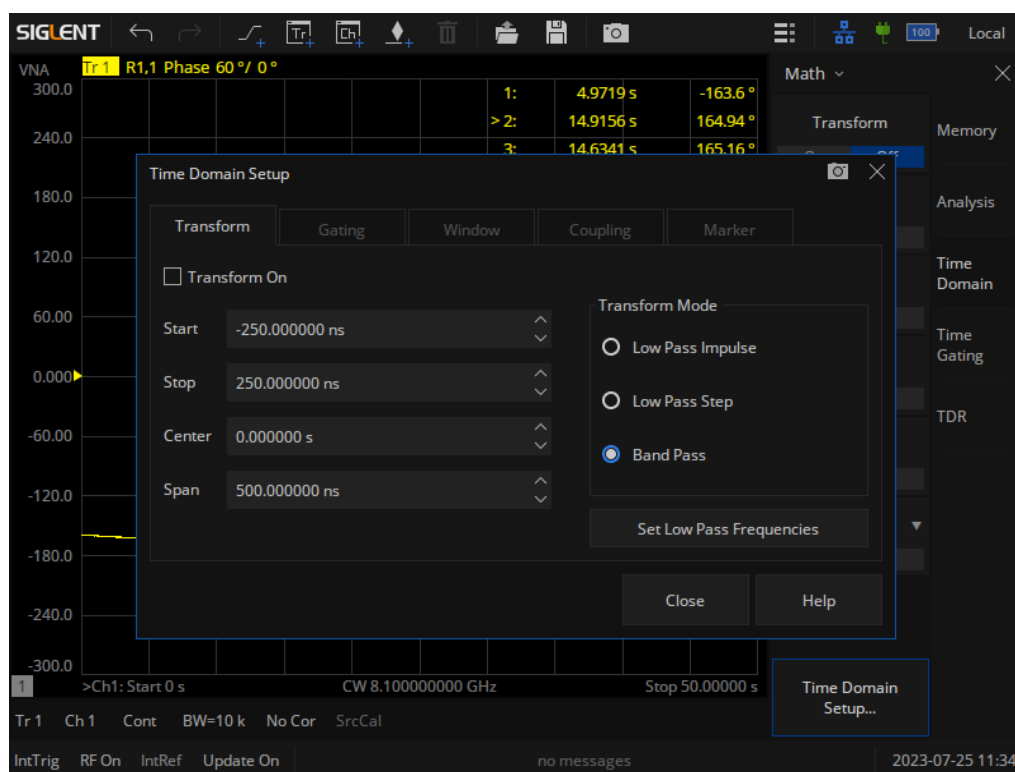 SIGLENT Tr Ch 100 Local
VNA Tr 1 R1,1 Phase 60 °/ 0 ° Math
300.0 1: 4.9719 s -163.6 °
> 2: 14.9156 s 164.94 ° Transform Memory
240.0 3: 14.6341 s 165.16 °
Time Domain Setup
180.0 Analysis
Transform Gating Window Coupling Marker
120.0 Time
Domain
Transform On
60.00 Start -250.000000 ns Transform Mode
Low Pass Impulse Time
Gating
0.000 Stop 250.000000 ns
Low Pass Step TDR
-60.00 Center 0.000000 s
Band Pass
-120.0 Span 500.000000 ns
Set Low Pass Frequencies
-180.0
Close Help
-240.0
-300.0
1 >Ch1: Start 0 s CW 8.100000000 GHz Stop 50.00000 s Time Domain
Setup...
Tr 1 Ch 1 Cont BW=10 k No Cor SrcCal
IntTrig RF On IntRef Update On no messages 2023-07-25 11:34